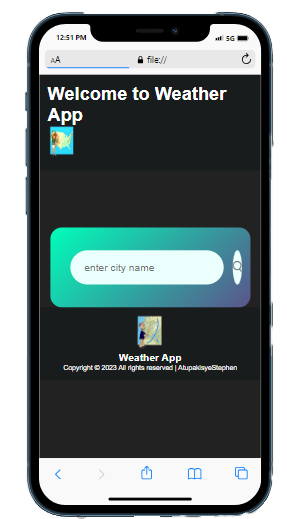 12:51 PM
5G
AA
file://
Welcome to Weather
App
enter city name
Weather App
Copyright © 2023 All rights reserved | AtupakisyeStephen